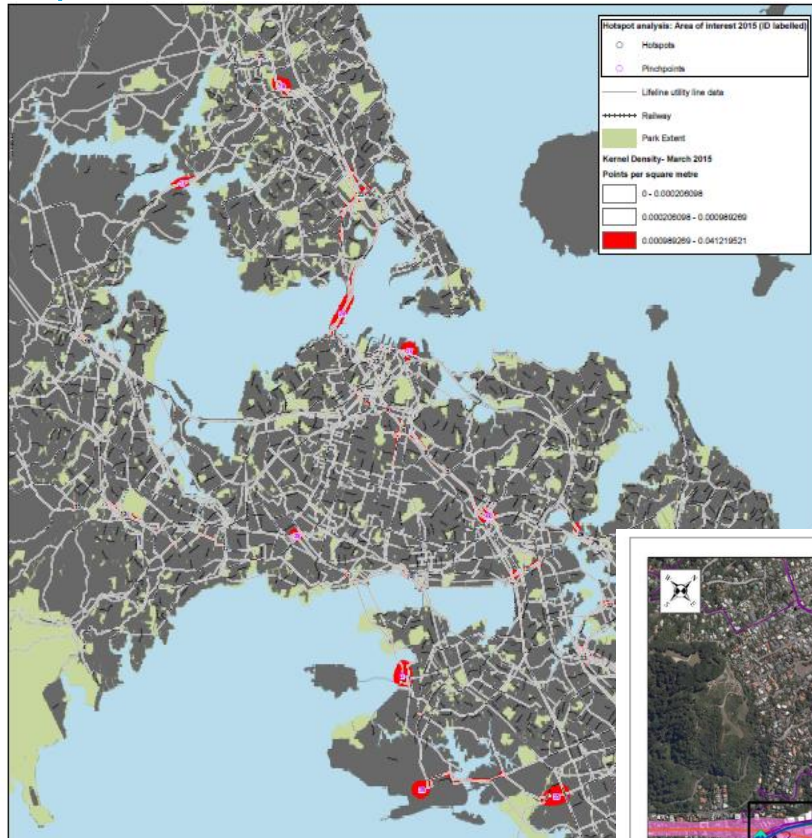 Hotspot analysis: Area of interest 2015 (ID labelled)
Hotspots
Pinchpoints
Lifeline utility line data
Railway
Park Extent
Kernel Density- March 2015
Points per square metre
0 - 0.000206098
0.000206098 - 0.000989269
0.000989269 - 0.041219521